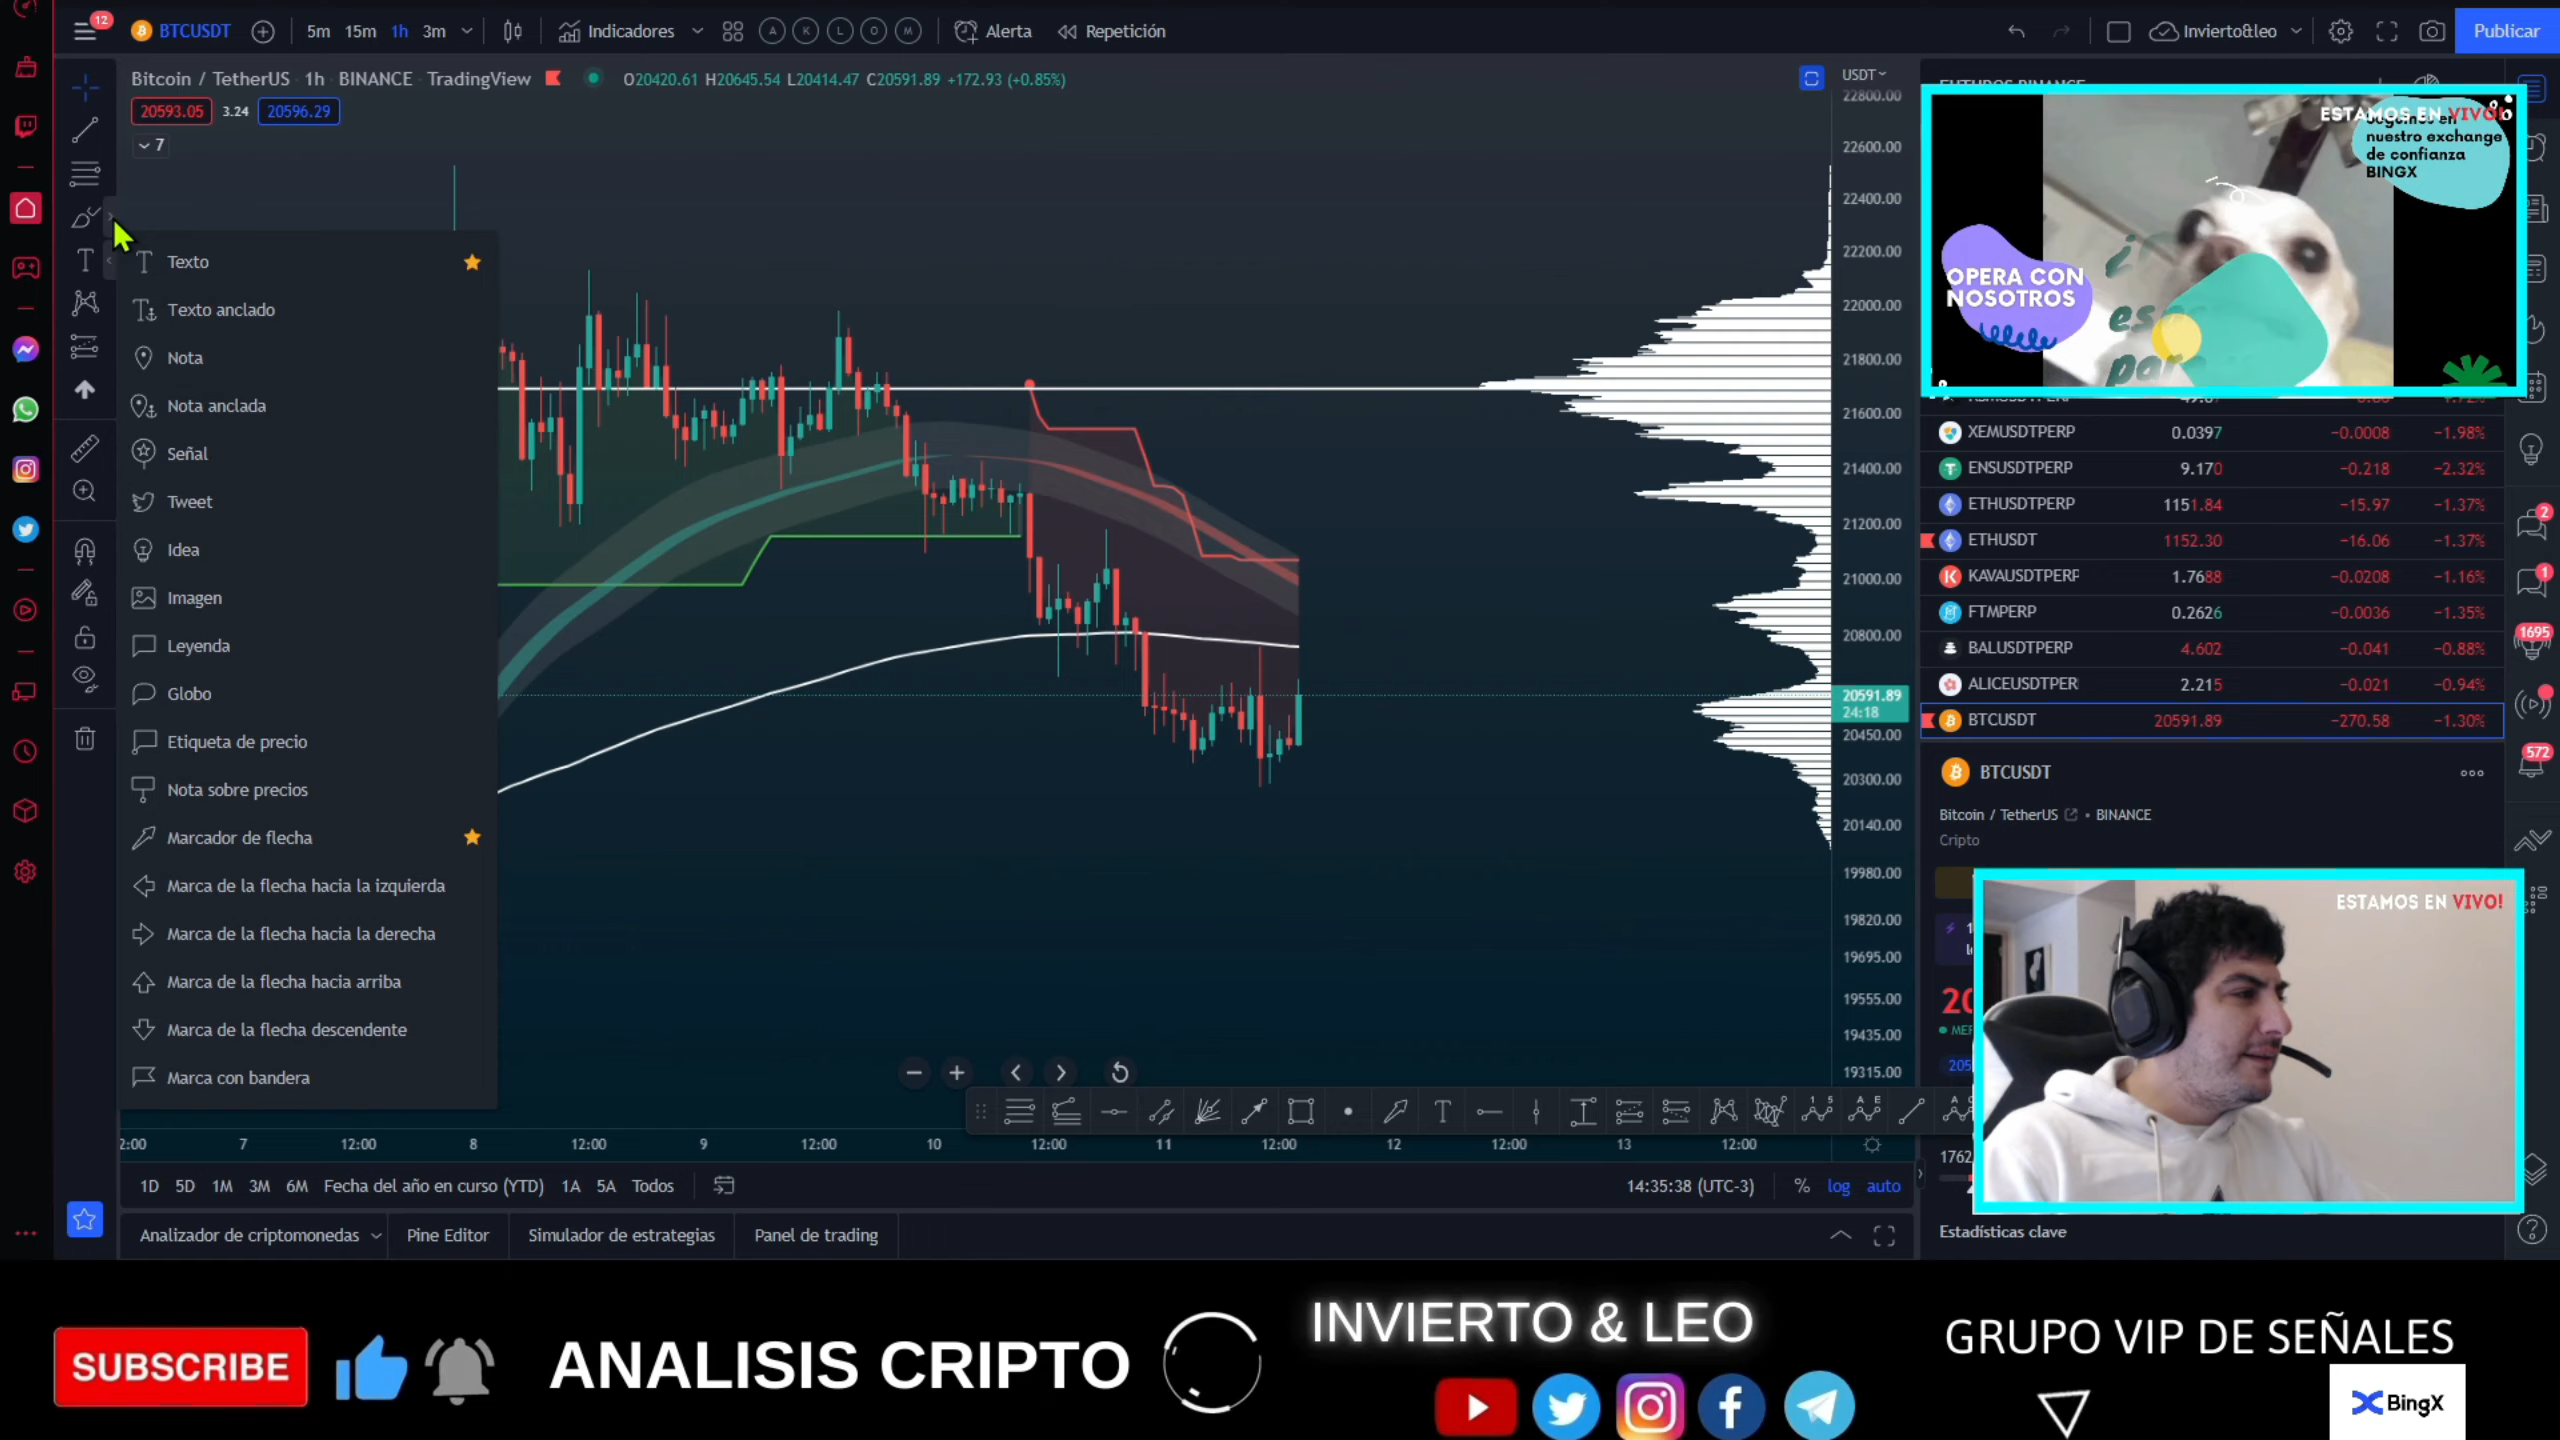 12
BTCUSDT
5m 15m 1h 3m
Indicadores
A K L O M
Alerta
Repetición
Invierto&leo
Publicar
Bitcoin / TetherUS 1h BINANCE TradingView
O20420.61 H20645.54 L20414.47 C20591.89 +172.93 (+0.85%)
20593.05 3.24 20596.29
7
Texto
Texto anclado
Nota
Nota anclada
Señal
Tweet
Idea
Imagen
Leyenda
Globo
Etiqueta de precio
Nota sobre precios
Marcador de flecha
Marca de la flecha hacia la izquierda
Marca de la flecha hacia la derecha
Marca de la flecha hacia arriba
Marca de la flecha descendente
Marca con bandera
USDT
22800.00
22600.00
22400.00
22200.00
22000.00
21800.00
21600.00
21400.00
21200.00
21000.00
20800.00
20591.89
24:18
20450.00
20300.00
20140.00
19980.00
19820.00
19695.00
19555.00
19435.00
19315.00
2:00 7 12:00 8 12:00 9 12:00 10 12:00 11 12:00 12 12:00 13 12:00
1D 5D 1M 3M 6M Fecha del año en curso (YTD) 1A 5A Todos
14:35:38 (UTC-3) % log auto
Analizador de criptomonedas Pine Editor Simulador de estrategias Panel de trading
ESTAMOS EN VIVO!
nuestro exchange
de confianza
BINGX
OPERA CON
NOSOTROS
XEMUSDTPERP 0.0397 −0.0008 −1.98%
ENSUSDTPERP 9.170 −0.218 −2.32%
ETHUSDTPERP 1151.84 −15.97 −1.37%
ETHUSDT 1152.30 −16.06 −1.37%
KAVAUSDTPERP 1.7688 −0.0208 −1.16%
FTMPERP 0.2626 −0.0036 −1.35%
BALUSDTPERP 4.602 −0.041 −0.88%
ALICEUSDTPER 2.215 −0.021 −0.94%
BTCUSDT 20591.89 −270.58 −1.30%
BTCUSDT
Bitcoin / TetherUS • BINANCE
Cripto
2
1
1695
572
ESTAMOS EN VIVO!
Estadísticas clave
SUBSCRIBE
ANALISIS CRIPTO
INVIERTO & LEO
GRUPO VIP DE SEÑALES
BingX